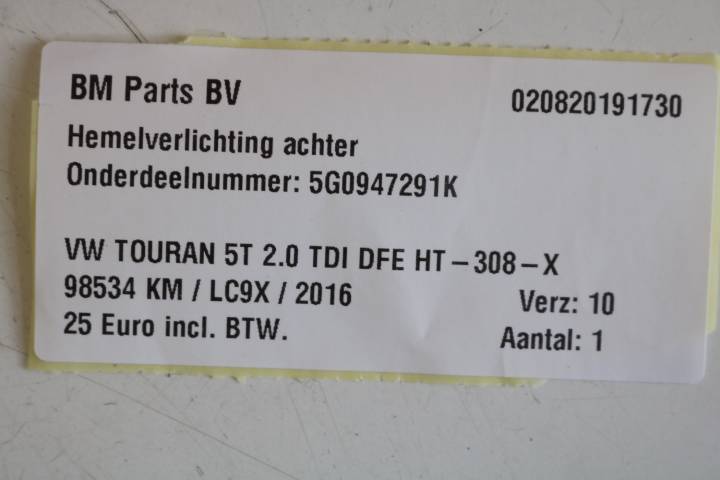 BM Parts BV 020820191730
Hemelverlichting achter
Onderdeelnummer: 5G0947291K
VW TOURAN 5T 2.0 TDI DFE HT-308-X
98534 KM / LC9X / 2016 Verz: 10
25 Euro incl. BTW. Aantal: 1